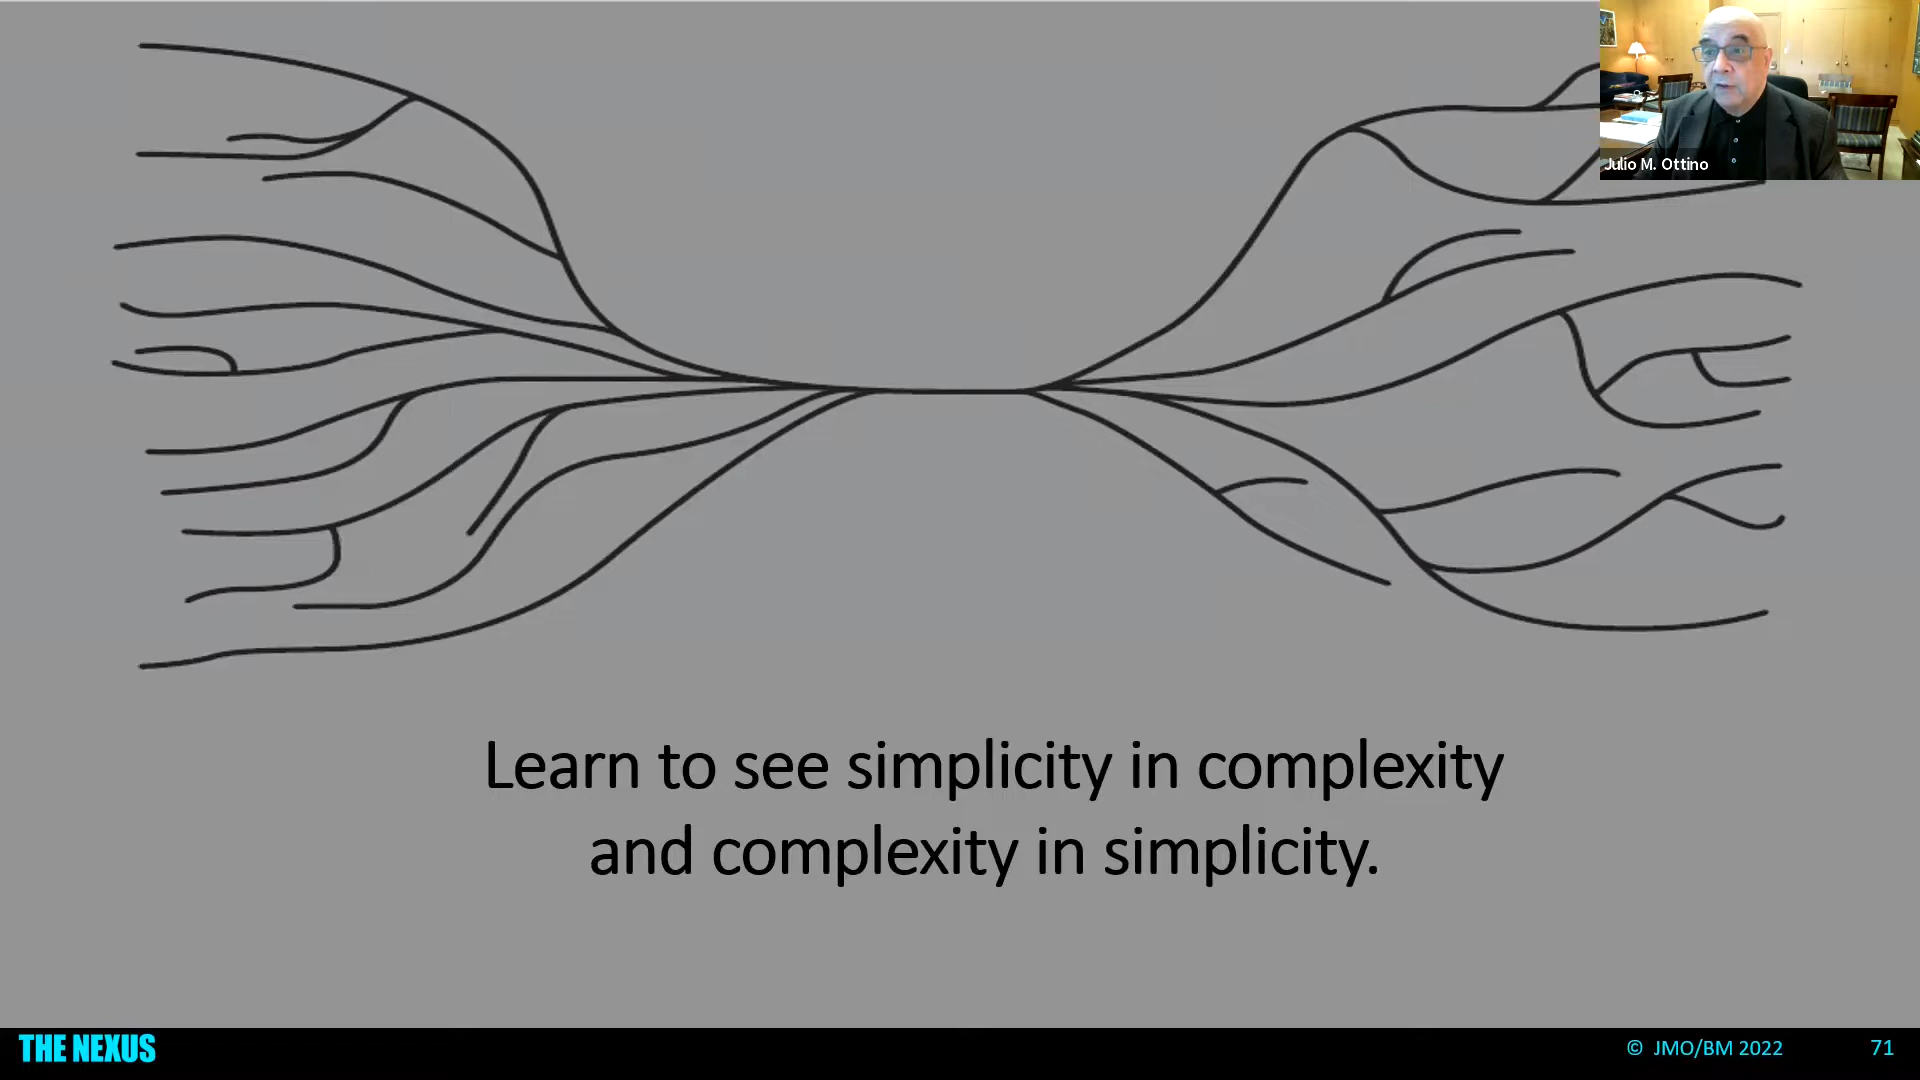 Julio M. Ottino
Learn to see simplicity in complexity
and complexity in simplicity.
THE NEXUS
© JMO/BM 2022
71